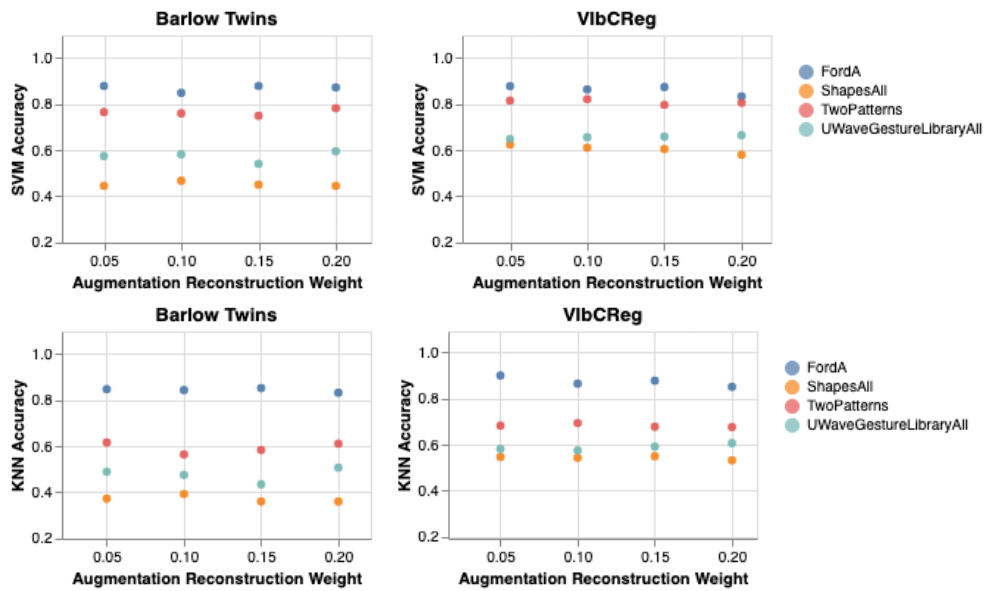 Barlow Twins
SVM Accuracy
1.0
0.8
0.6
0.4
0.2
0.05 0.10 0.15 0.20
Augmentation Reconstruction Weight
VIbCReg
SVM Accuracy
1.0
0.8
0.6
0.4
0.2
0.05 0.10 0.15 0.20
Augmentation Reconstruction Weight
FordA
ShapesAll
TwoPatterns
UWaveGestureLibraryAll
Barlow Twins
KNN Accuracy
1.0
0.8
0.6
0.4
0.2
0.05 0.10 0.15 0.20
Augmentation Reconstruction Weight
VIbCReg
KNN Accuracy
1.0
0.8
0.6
0.4
0.2
0.05 0.10 0.15 0.20
Augmentation Reconstruction Weight
FordA
ShapesAll
TwoPatterns
UWaveGestureLibraryAll